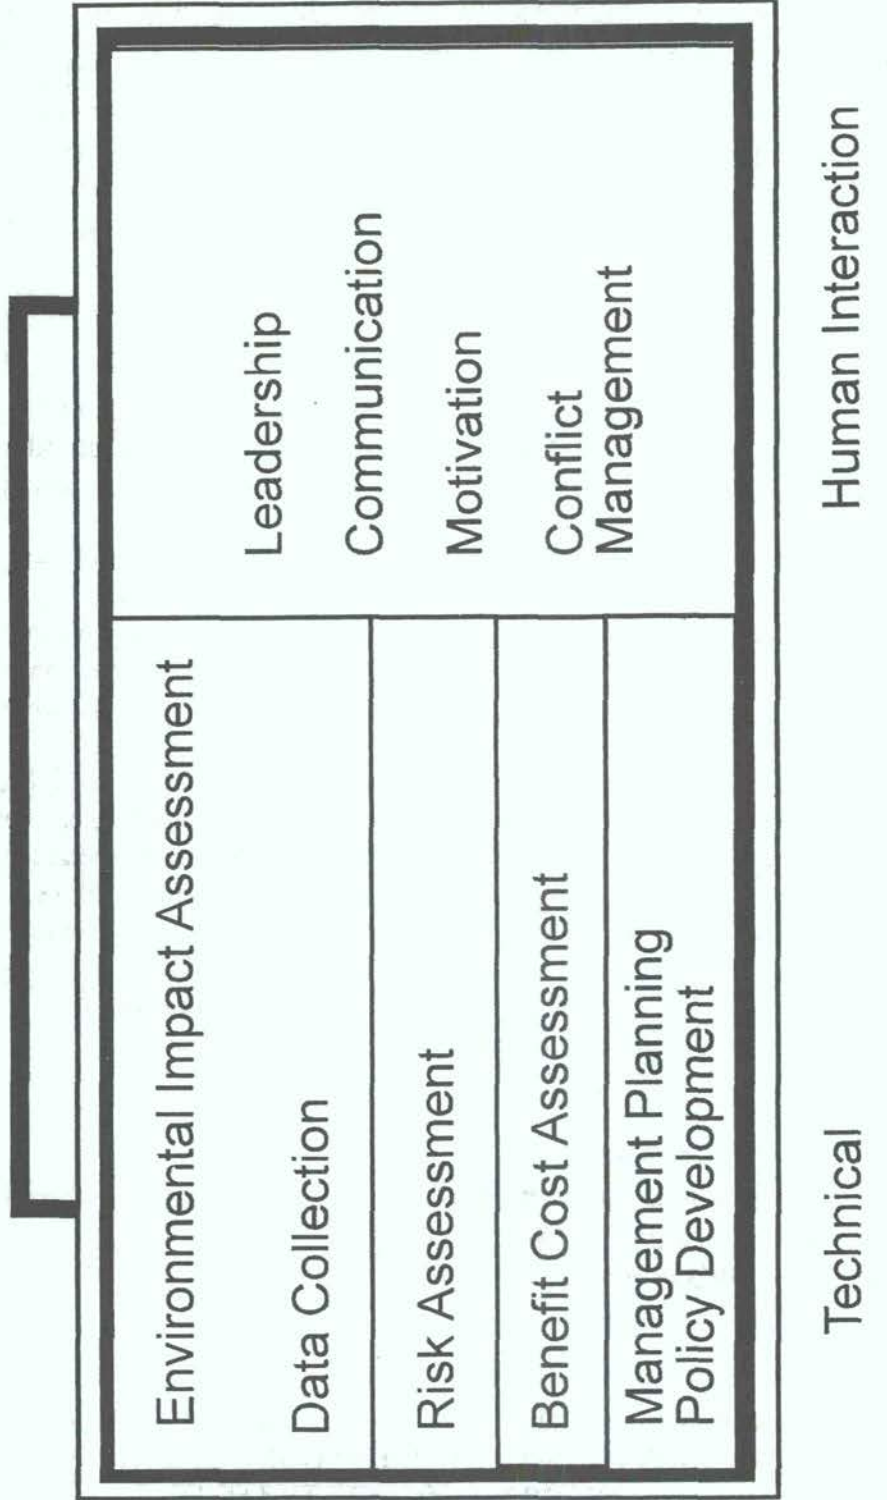 Environmental Impact Assessment
Data Collection
Risk Assessment
Benefit Cost Assessment
Management Planning
Policy Development
Leadership
Communication
Motivation
Conflict
Management
Technical
Human Interaction